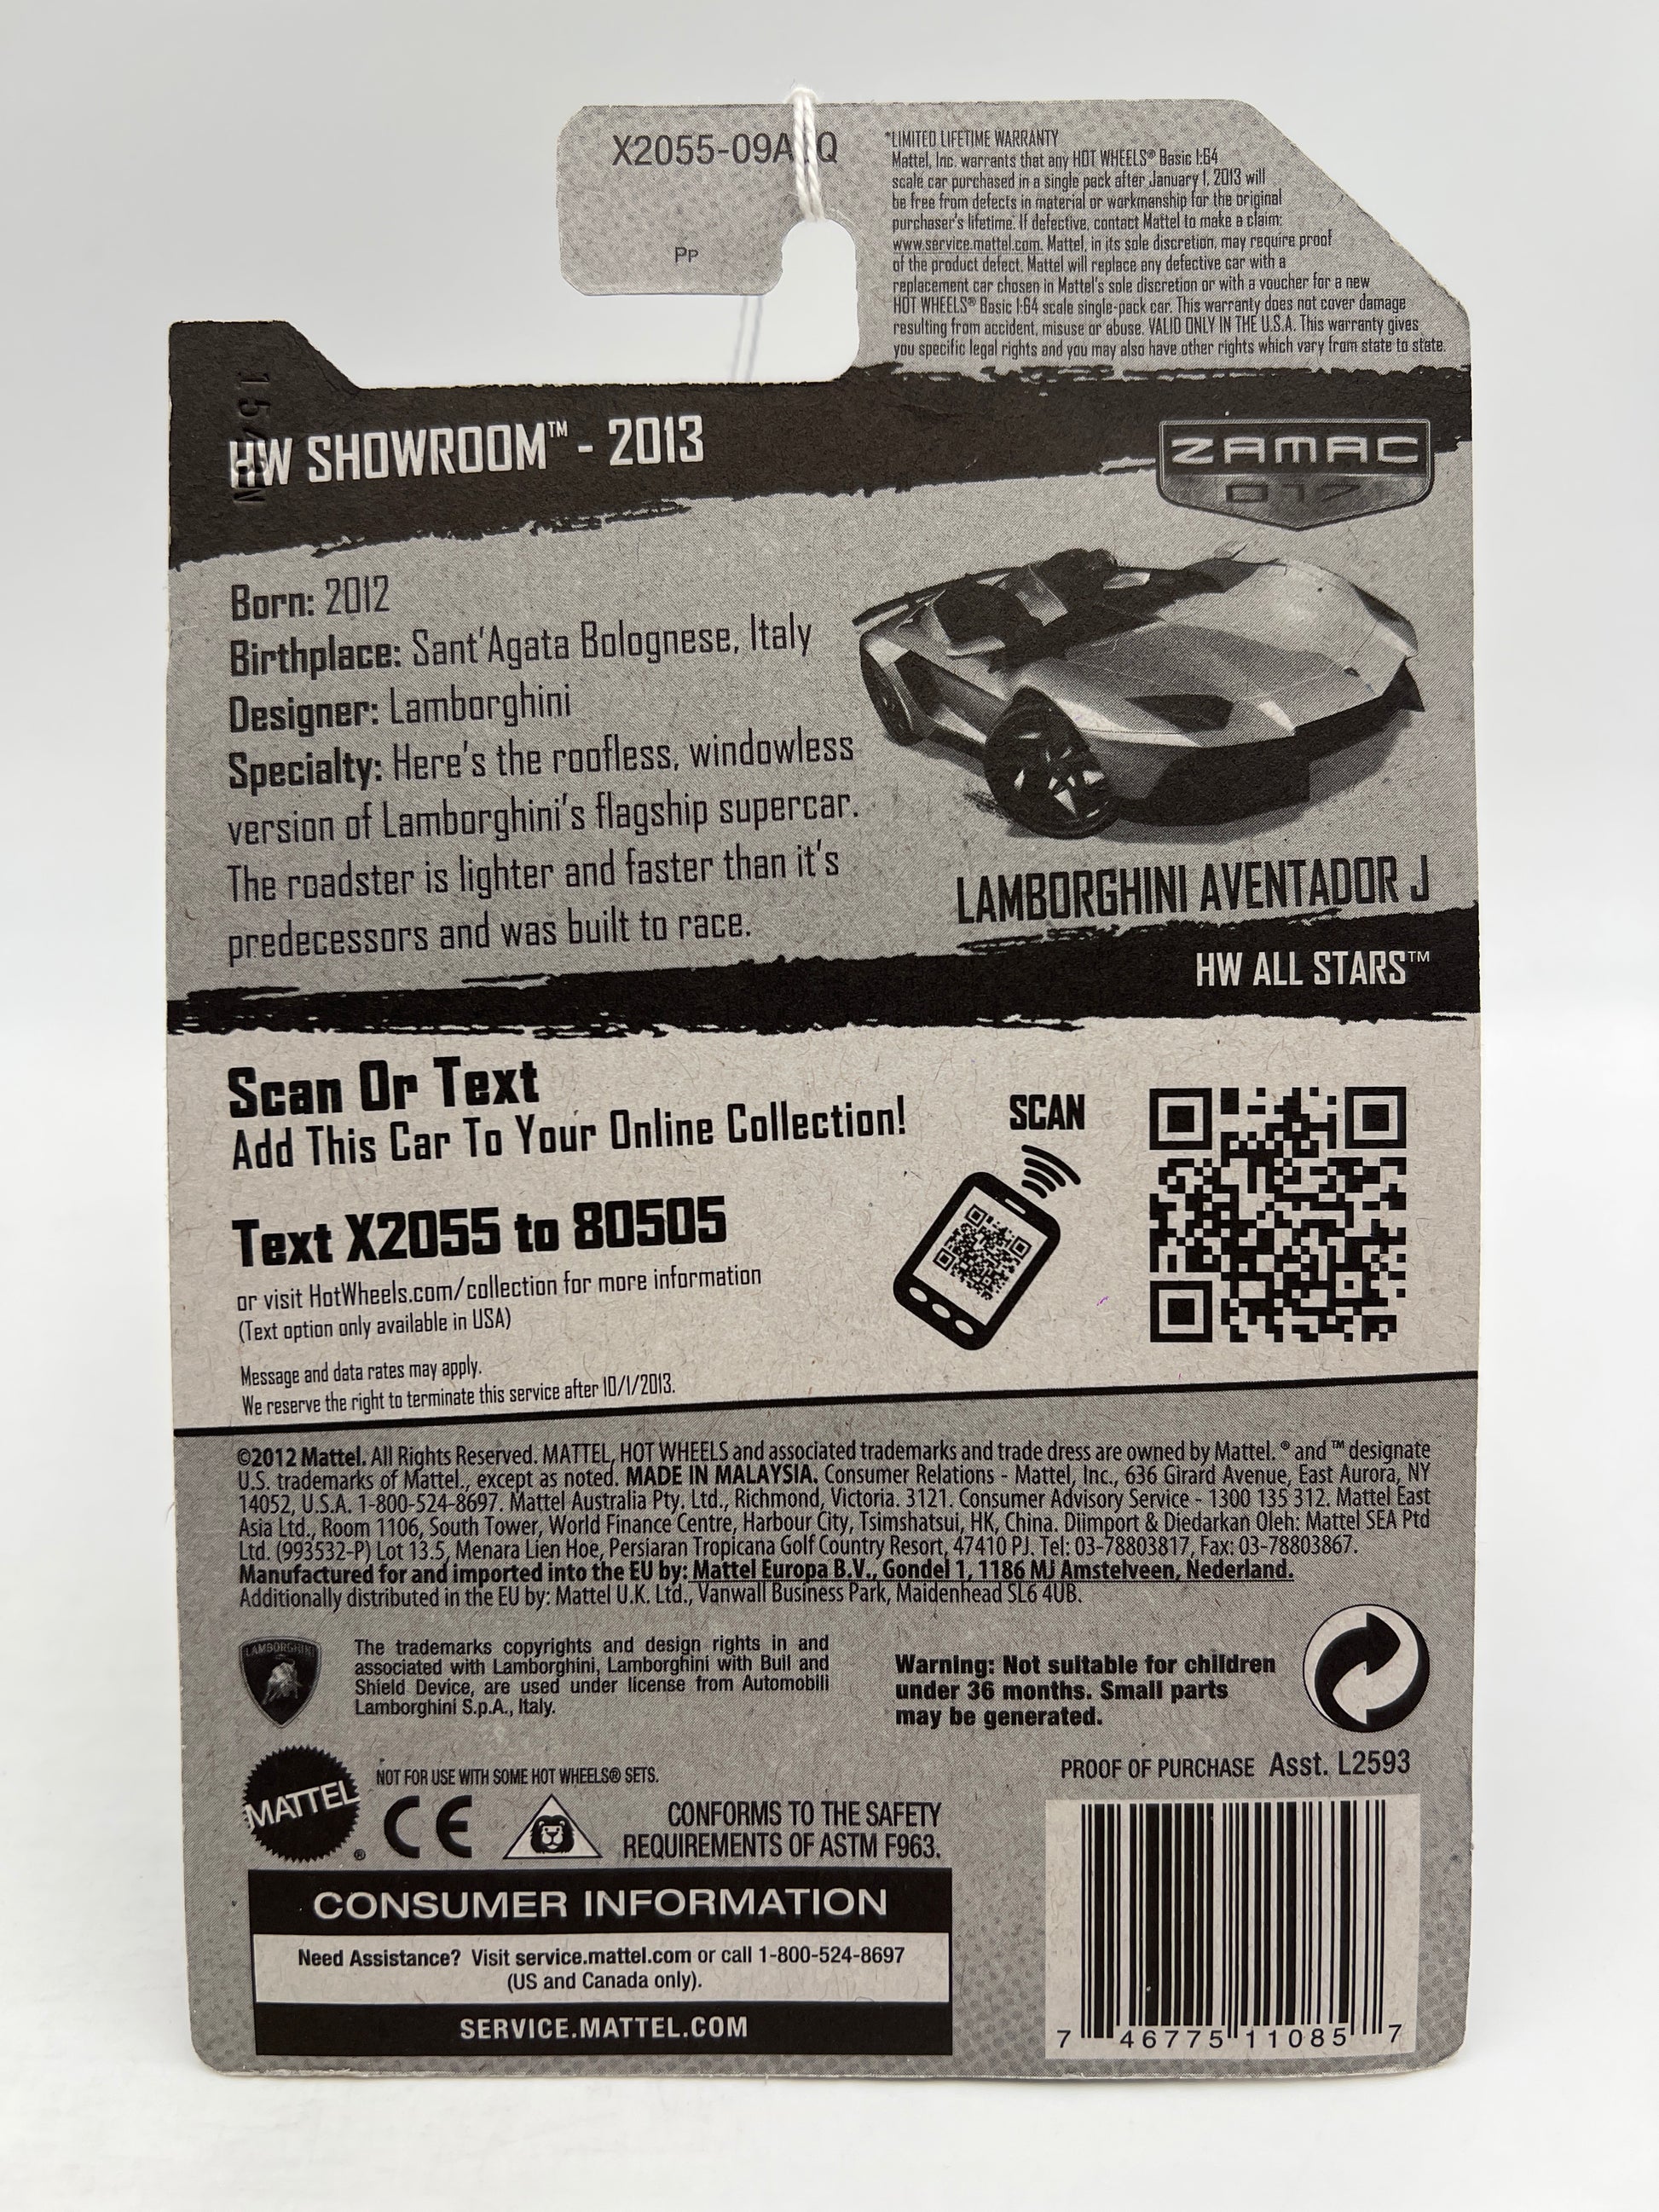 X2055-09A Q
Pp
*LIMITED LIFETIME WARRANTY
Mattel, Inc. warrants that any HOT WHEELS® Basic 1:64
scale car purchased in a single pack after January 1, 2013 will
be free from defects in material or workmanship for the original
purchaser's lifetime. If defective, contact Mattel to make a claim:
www.service.mattel.com. Mattel, in its sole discretion, may require proof
of the product defect. Mattel will replace any defective car with a
replacement car chosen in Mattel's sole discretion or with a voucher for a new
HOT WHEELS® Basic 1:64 scale single-pack car. This warranty does not cover damage
resulting from accident, misuse or abuse. VALID ONLY IN THE U.S.A. This warranty gives
you specific legal rights and you may also have other rights which vary from state to state.
HW SHOWROOM™ - 2013
ZAMAC
017
Born: 2012
Birthplace: Sant'Agata Bolognese, Italy
Designer: Lamborghini
Specialty: Here's the roofless, windowless
version of Lamborghini's flagship supercar.
The roadster is lighter and faster than it's
predecessors and was built to race.
LAMBORGHINI AVENTADOR J
HW ALL STARS™
Scan Or Text
Add This Car To Your Online Collection!
SCAN
Text X2055 to 80505
or visit HotWheels.com/collection for more information
(Text option only available in USA)
Message and data rates may apply.
We reserve the right to terminate this service after 10/1/2013.
©2012 Mattel. All Rights Reserved. MATTEL, HOT WHEELS and associated trademarks and trade dress are owned by Mattel. ® and ™ designate
U.S. trademarks of Mattel., except as noted. MADE IN MALAYSIA. Consumer Relations - Mattel, Inc., 636 Girard Avenue, East Aurora, NY
14052, U.S.A. 1-800-524-8697. Mattel Australia Pty. Ltd., Richmond, Victoria. 3121. Consumer Advisory Service - 1300 135 312. Mattel East
Asia Ltd., Room 1106, South Tower, World Finance Centre, Harbour City, Tsimshatsui, HK, China. Diimport & Diedarkan Oleh: Mattel SEA Ptd
Ltd. (993532-P) Lot 13.5, Menara Lien Hoe, Persiaran Tropicana Golf Country Resort, 47410 PJ. Tel: 03-78803817, Fax: 03-78803867.
Manufactured for and imported into the EU by: Mattel Europa B.V., Gondel 1, 1186 MJ Amstelveen, Nederland.
Additionally distributed in the EU by: Mattel U.K. Ltd., Vanwall Business Park, Maidenhead SL6 4UB.
LAMBORGHINI
The trademarks copyrights and design rights in and
associated with Lamborghini, Lamborghini with Bull and
Shield Device, are used under license from Automobili
Lamborghini S.p.A., Italy.
Warning: Not suitable for children
under 36 months. Small parts
may be generated.
PROOF OF PURCHASE Asst. L2593
MATTEL®
NOT FOR USE WITH SOME HOT WHEELS® SETS.
CE
CONFORMS TO THE SAFETY
REQUIREMENTS OF ASTM F963.
CONSUMER INFORMATION
Need Assistance? Visit service.mattel.com or call 1-800-524-8697
(US and Canada only).
SERVICE.MATTEL.COM
7 46775 11085 7